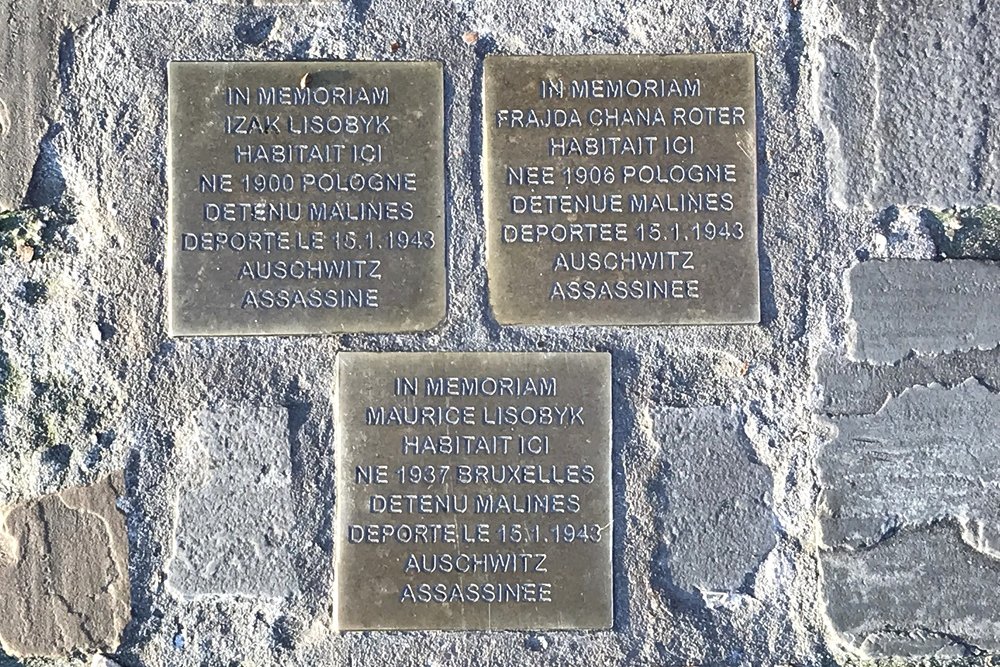 IN MEMORIAM
IZAK LISOBYK
HABITAIT ICI
NE 1900 POLOGNE
DETENU MALINES
DEPORTE LE 15.1.1943
AUSCHWITZ
ASSASSINE
IN MEMORIAM
FRAJDA CHANA ROTER
HABITAIT ICI
NEE 1906 POLOGNE
DETENUE MALINES
DEPORTEE 15.1.1943
AUSCHWITZ
ASSASSINEE
IN MEMORIAM
MAURICE LISOBYK
HABITAIT ICI
NE 1937 BRUXELLES
DETENU MALINES
DEPORTE LE 15.1.1943
AUSCHWITZ
ASSASSINEE